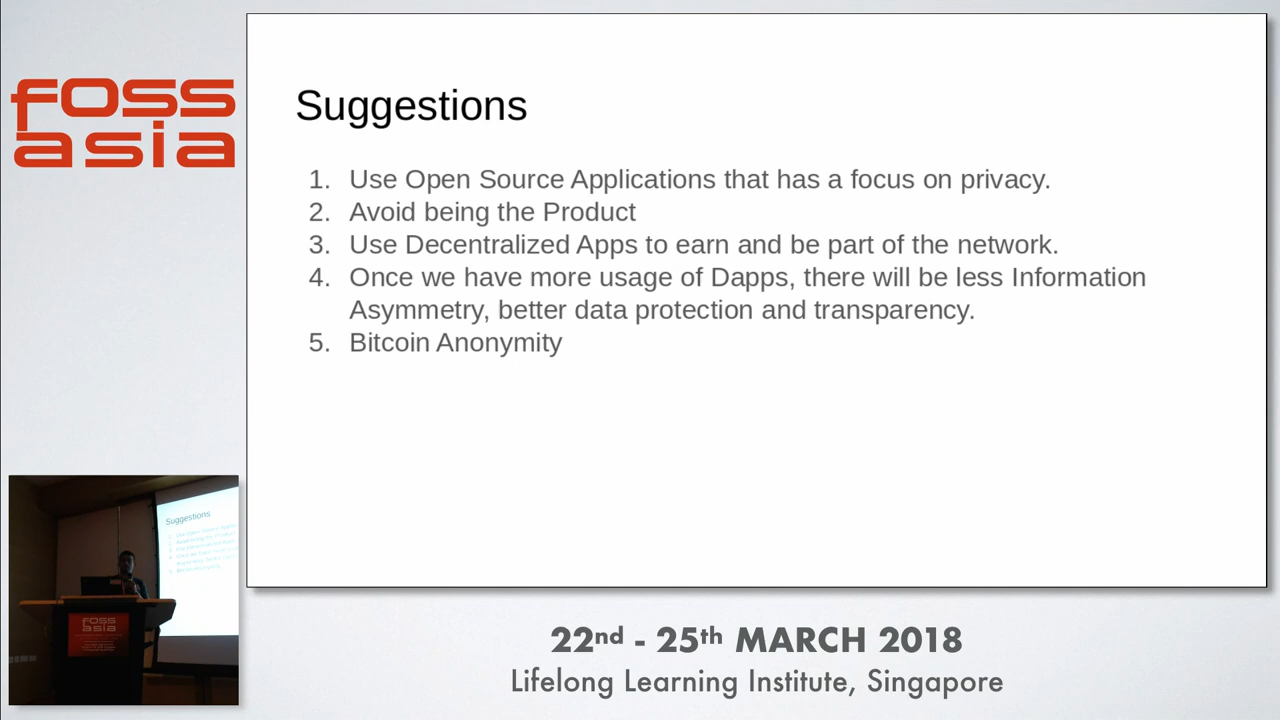 foss
asia
Suggestions
1. Use Open Source Applications that has a focus on privacy.
2. Avoid being the Product
3. Use Decentralized Apps to earn and be part of the network.
4. Once we have more usage of Dapps, there will be less Information
Asymmetry, better data protection and transparency.
5. Bitcoin Anonymity
Suggestions
foss
asia
22nd - 25th MARCH 2018
Lifelong Learning Institute, Singapore